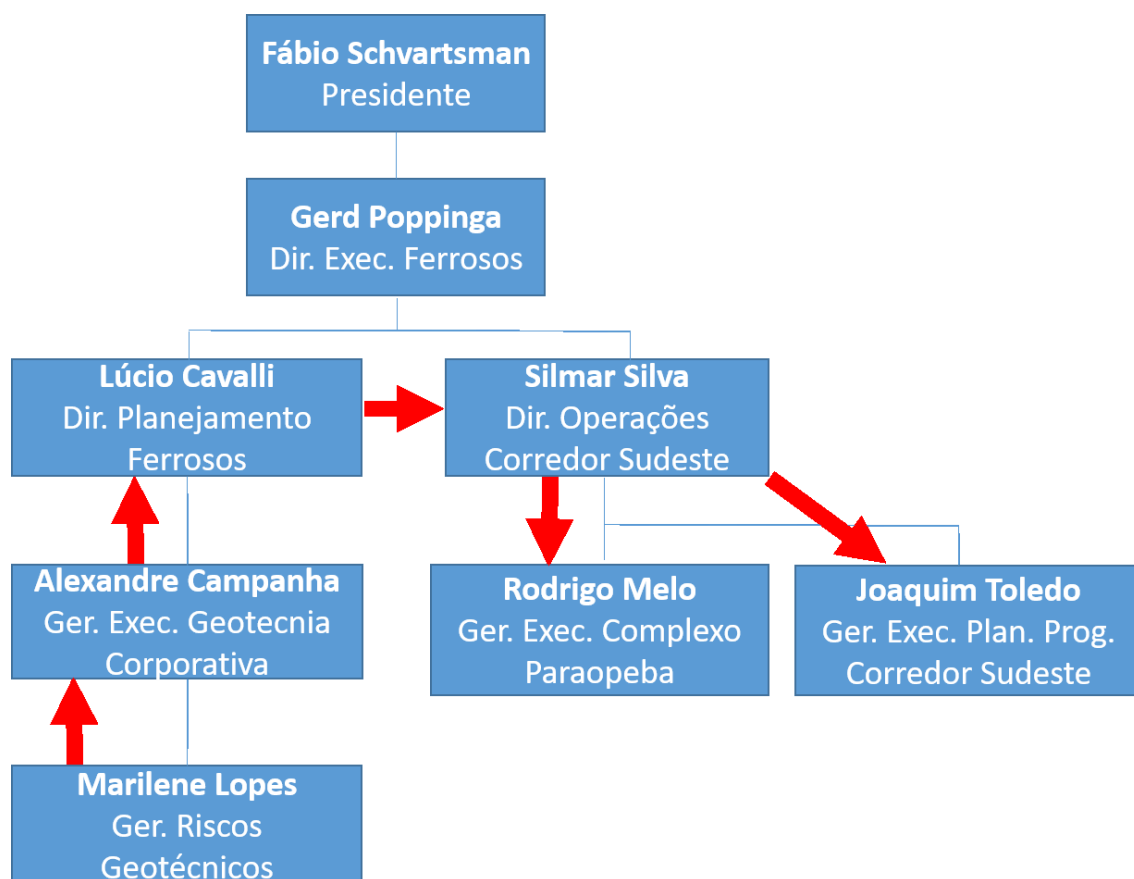 Fábio Schvartsman
Presidente
Gerd Poppinga
Dir. Exec. Ferrosos
Lúcio Cavalli
Dir. Planejamento
Ferrosos
Silmar Silva
Dir. Operações
Corredor Sudeste
Alexandre Campanha
Ger. Exec. Geotecnia
Corporativa
Rodrigo Melo
Ger. Exec. Complexo
Paraopeba
Joaquim Toledo
Ger. Exec. Plan. Prog.
Corredor Sudeste
Marilene Lopes
Ger. Riscos
Geotécnicos